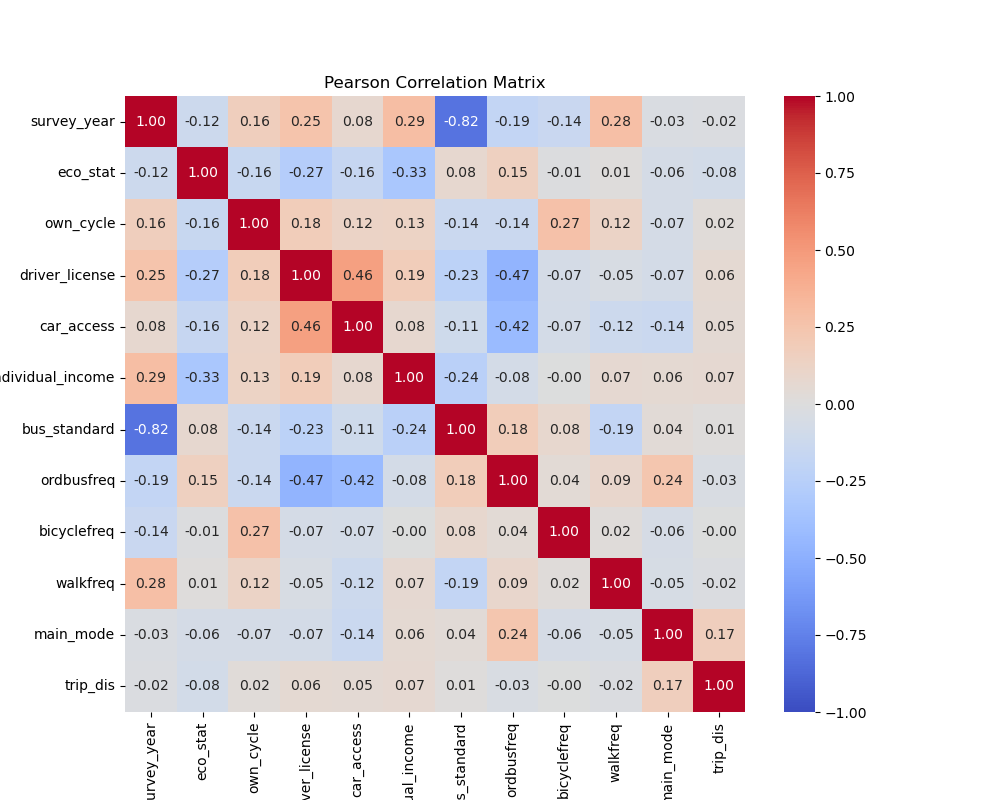 Pearson Correlation Matrix
survey_year 1.00 -0.12 0.16 0.25 0.08 0.29 -0.82 -0.19 -0.14 0.28 -0.03 -0.02
eco_stat -0.12 1.00 -0.16 -0.27 -0.16 -0.33 0.08 0.15 -0.01 0.01 -0.06 -0.08
own_cycle 0.16 -0.16 1.00 0.18 0.12 0.13 -0.14 -0.14 0.27 0.12 -0.07 0.02
driver_license 0.25 -0.27 0.18 1.00 0.46 0.19 -0.23 -0.47 -0.07 -0.05 -0.07 0.06
car_access 0.08 -0.16 0.12 0.46 1.00 0.08 -0.11 -0.42 -0.07 -0.12 -0.14 0.05
dividual_income 0.29 -0.33 0.13 0.19 0.08 1.00 -0.24 -0.08 -0.00 0.07 0.06 0.07
bus_standard -0.82 0.08 -0.14 -0.23 -0.11 -0.24 1.00 0.18 0.08 -0.19 0.04 0.01
ordbusfreq -0.19 0.15 -0.14 -0.47 -0.42 -0.08 0.18 1.00 0.04 0.09 0.24 -0.03
bicyclefreq -0.14 -0.01 0.27 -0.07 -0.07 -0.00 0.08 0.04 1.00 0.02 -0.06 -0.00
walkfreq 0.28 0.01 0.12 -0.05 -0.12 0.07 -0.19 0.09 0.02 1.00 -0.05 -0.02
main_mode -0.03 -0.06 -0.07 -0.07 -0.14 0.06 0.04 0.24 -0.06 -0.05 1.00 0.17
trip_dis -0.02 -0.08 0.02 0.06 0.05 0.07 0.01 -0.03 -0.00 -0.02 0.17 1.00
urvey_year
eco_stat
own_cycle
ver_license
car_access
ual_income
s_standard
ordbusfreq
bicyclefreq
walkfreq
main_mode
trip_dis
1.00
0.75
0.50
0.25
0.00
−0.25
−0.50
−0.75
−1.00